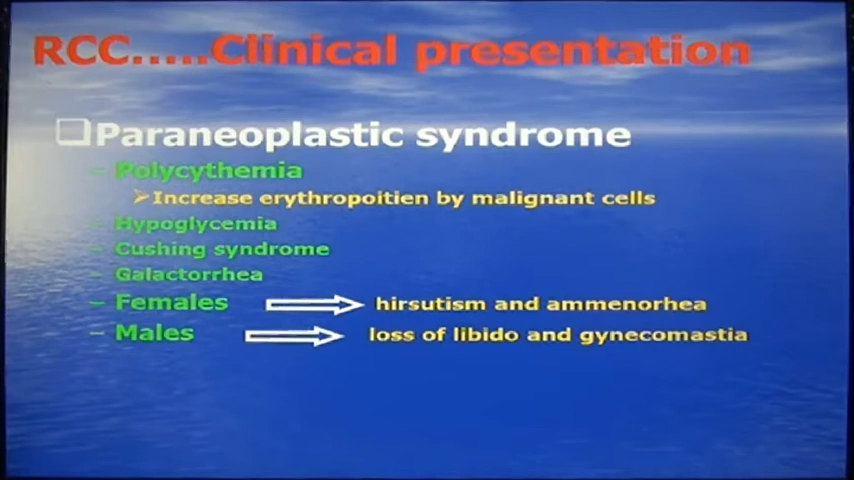 RCC.....Clinical presentation
Paraneoplastic syndrome
– Polycythemia
Increase erythropoitien by malignant cells
– Hypoglycemia
– Cushing syndrome
– Galactorrhea
– Females hirsutism and ammenorhea
– Males loss of libido and gynecomastia